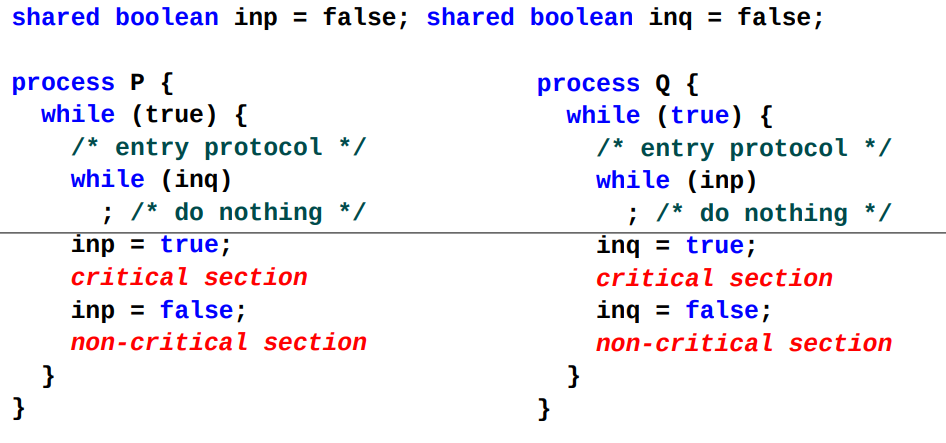 shared boolean inp = false; shared boolean inq = false;
process P {
  while (true) {
    /* entry protocol */
    while (inq)
      ; /* do nothing */
    inp = true;
    critical section
    inp = false;
    non-critical section
  }
}
process Q {
  while (true) {
    /* entry protocol */
    while (inp)
      ; /* do nothing */
    inq = true;
    critical section
    inq = false;
    non-critical section
  }
}